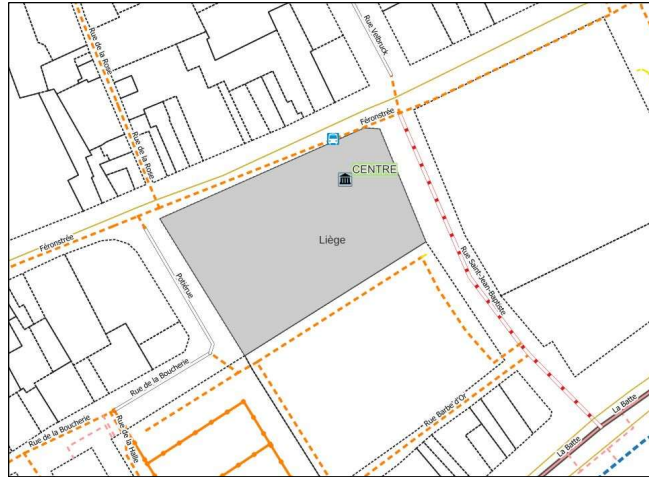 Rue de la Rose
Rue Velbruck
Rue de la Rose
Féronstrée
CENTRE
Liège
Féronstrée
Potiérue
Rue Saint-Jean-Baptiste
Rue de la Boucherie
Rue Barbe d'Or
La Batte
Rue de la Boucherie
Rue de la Halle
La Batte